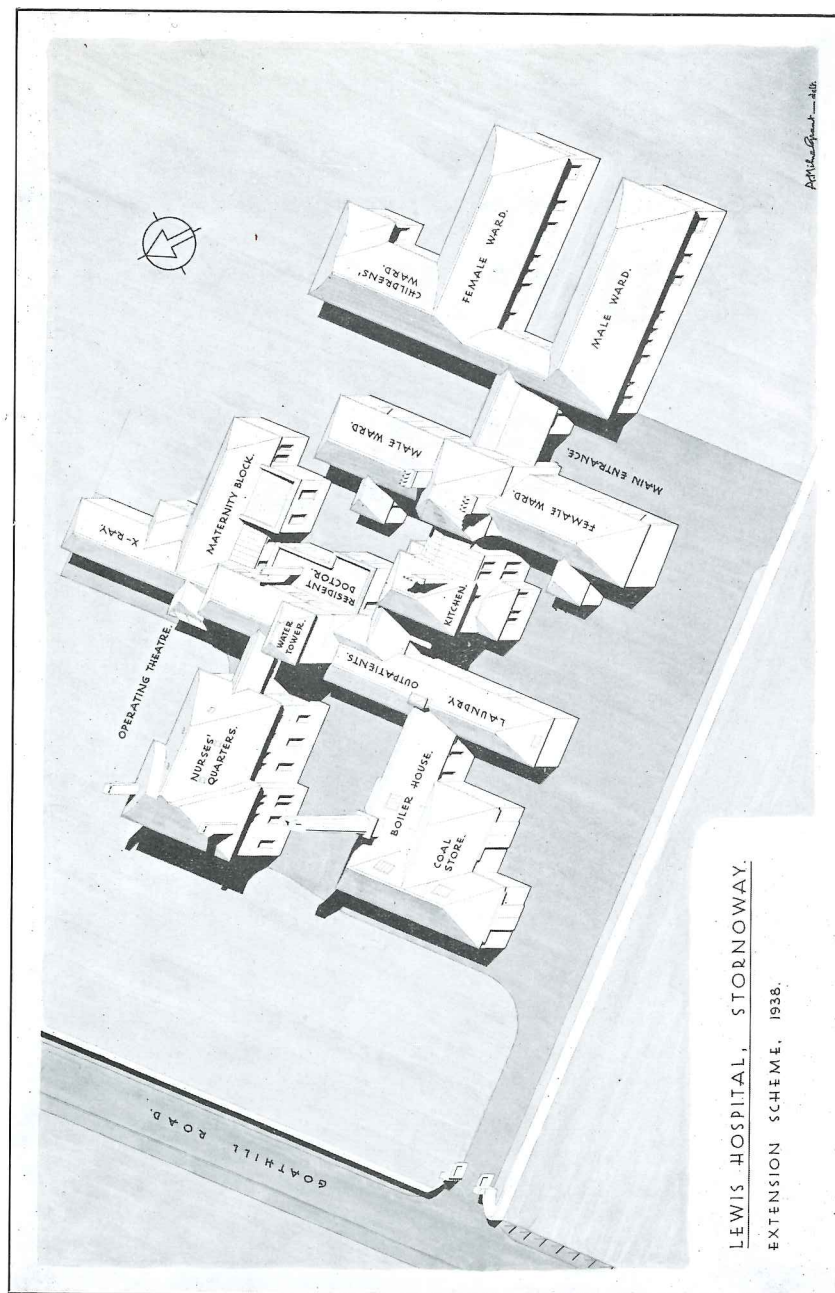 LEWIS HOSPITAL, STORNOWAY.
EXTENSION SCHEME, 1938.
GOATHILL ROAD.
NURSES'
QUARTERS.
OPERATING THEATRE.
X-RAY.
MATERNITY BLOCK.
RESIDENT
DOCTOR.
WATER
TOWER.
OUTPATIENTS.
LAUNDRY.
BOILER HOUSE.
COAL
STORE.
KITCHEN.
MALE WARD.
FEMALE WARD.
MAIN ENTRANCE.
CHILDRENS'
WARD.
FEMALE WARD.
MALE WARD.